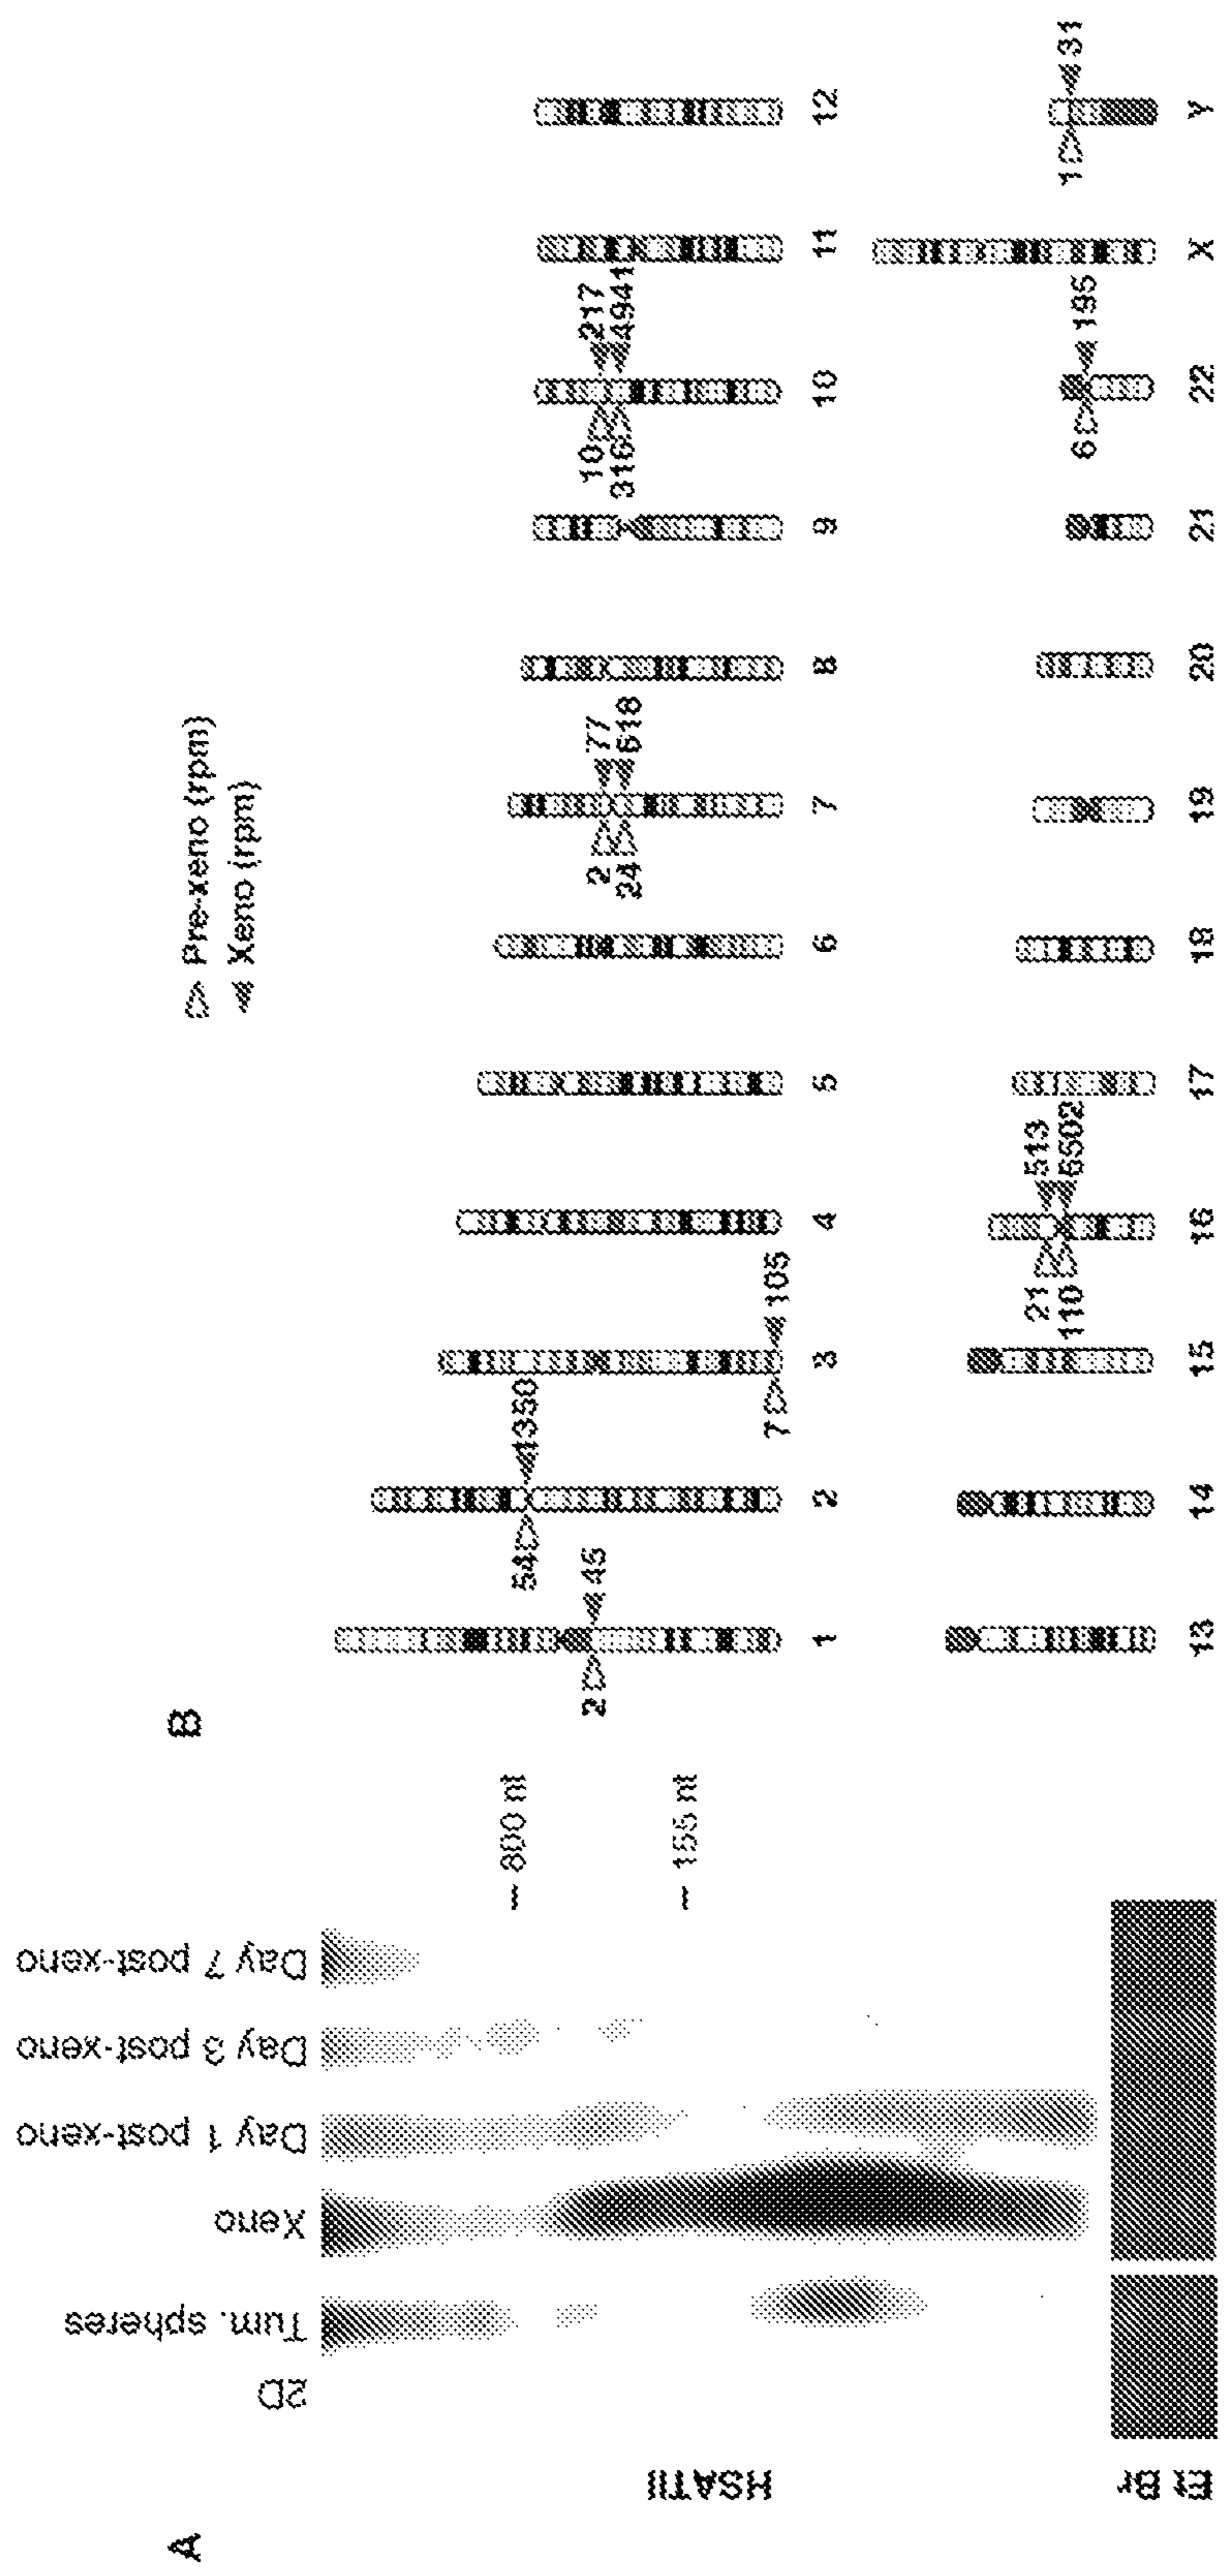 A
2D
Tum. spheres
Xeno
Day 1 post-xeno
Day 3 post-xeno
Day 7 post-xeno
HSATII
– 800 nt
– 155 nt
Et Br
B
Pre-xeno (rpm)
Xeno (rpm)
2 45
54 1350
7 105
2 77
24 618
10 217
316 4941
1 2 3 4 5 6 7 8 9 10 11 12
21 513
110 6502
6 195
1 31
13 14 15 16 17 18 19 20 21 22 X Y